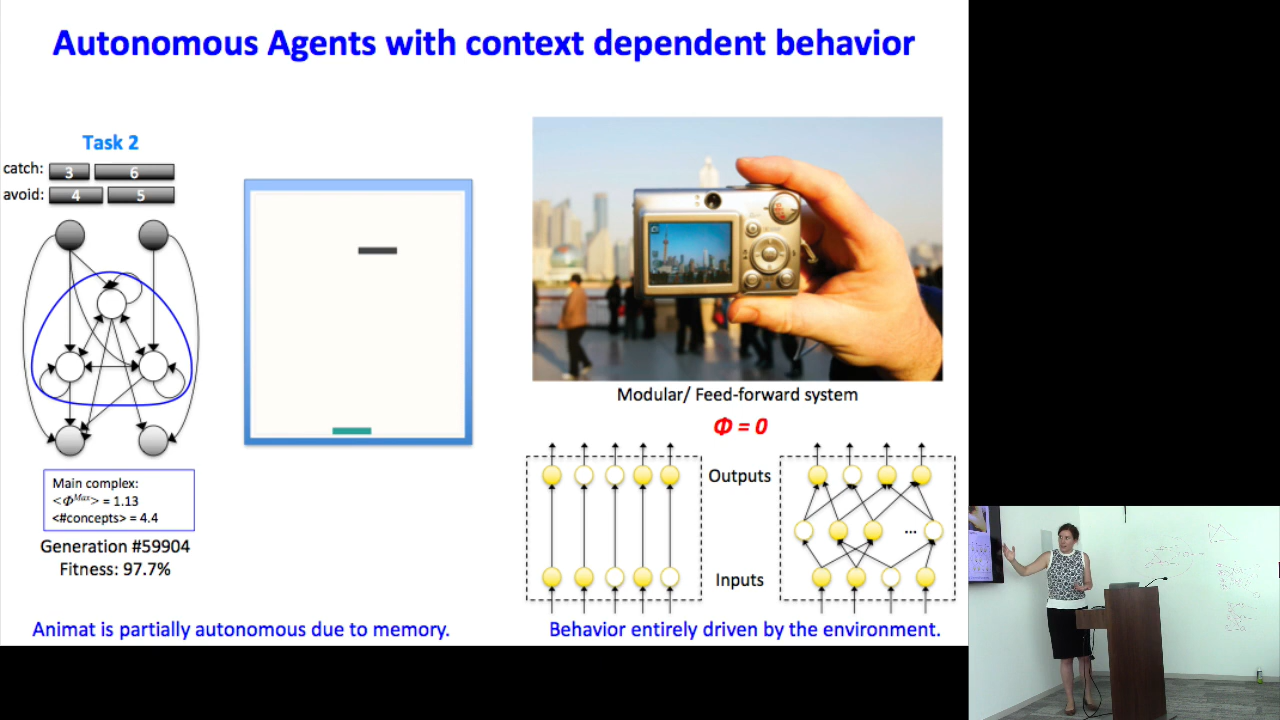 Autonomous Agents with context dependent behavior
Task 2
catch: 3 6
avoid: 4 5
Main complex:
<Φ^Max> = 1.13
<#concepts> = 4.4
Generation #59904
Fitness: 97.7%
Animat is partially autonomous due to memory.
Modular/ Feed-forward system
Φ = 0
Outputs
...
Inputs
Behavior entirely driven by the environment.